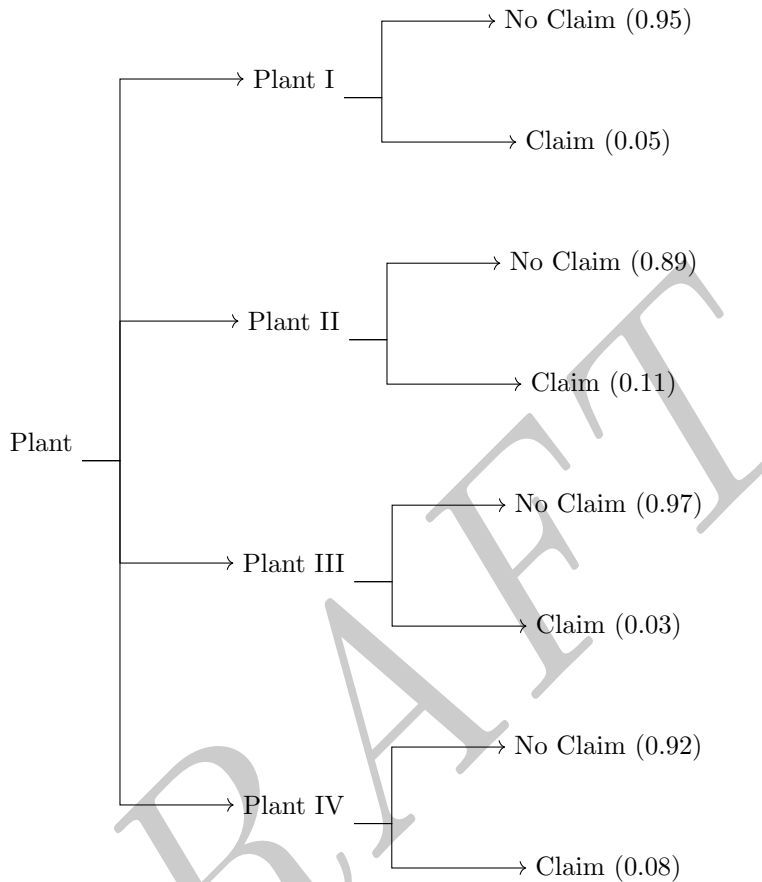 No Claim (0.95)
Plant I
Claim (0.05)
No Claim (0.89)
Plant II
Claim (0.11)
Plant
No Claim (0.97)
Plant III
Claim (0.03)
No Claim (0.92)
Plant IV
Claim (0.08)
RAFT